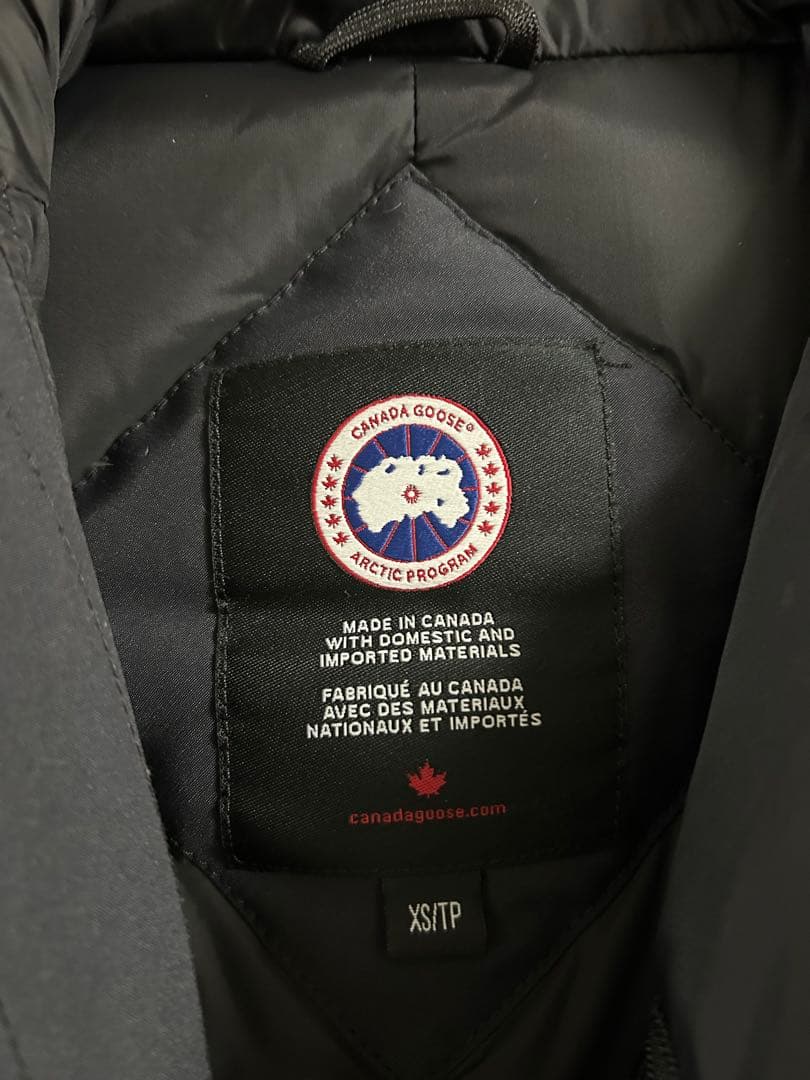 CANADA GOOSE®
ARCTIC PROGRAM
MADE IN CANADA
WITH DOMESTIC AND
IMPORTED MATERIALS
FABRIQUÉ AU CANADA
AVEC DES MATERIAUX
NATIONAUX ET IMPORTÉS
canadagoose.com
XS/TP